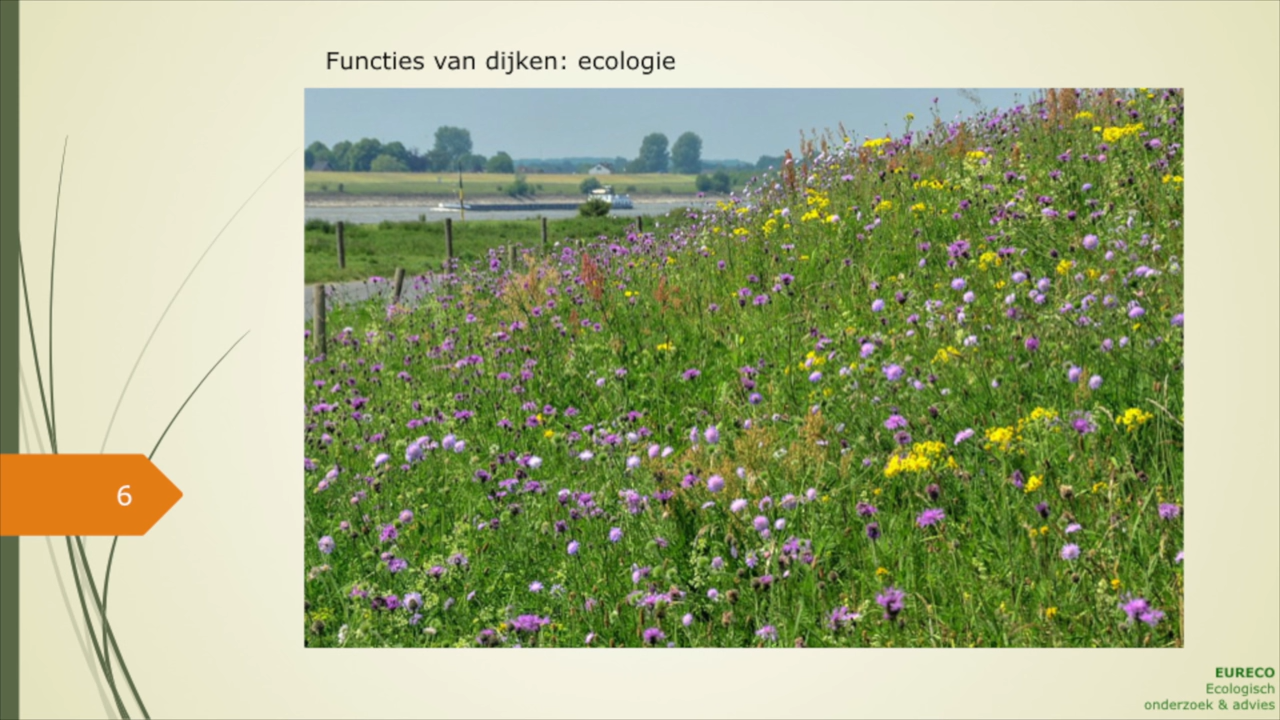 Functies van dijken: ecologie
6
EURECO
Ecologisch
onderzoek & advies